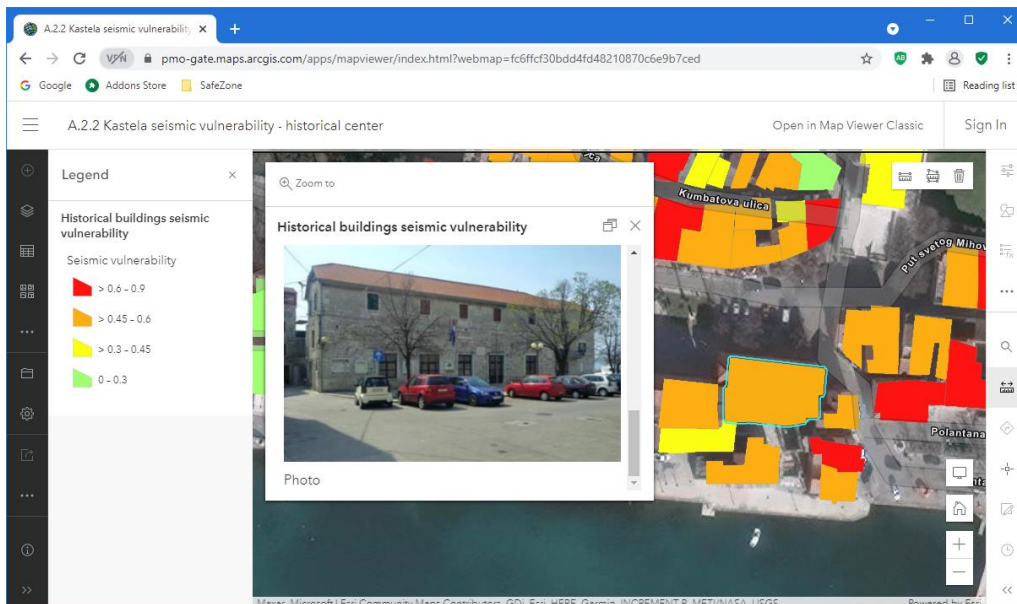 A.2.2 Kastela seismic vulnerability
pmo-gate.maps.arcgis.com/apps/mapviewer/index.html?webmap=fc6ffcf30bdd4fd48210870c6e9b7ced
VPN
AB
G Google Addons Store SafeZone Reading list
A.2.2 Kastela seismic vulnerability - historical center Open in Map Viewer Classic Sign In
Legend
Historical buildings seismic
vulnerability
Seismic vulnerability
> 0.6 - 0.9
> 0.45 - 0.6
> 0.3 - 0.45
0 - 0.3
Zoom to
Historical buildings seismic vulnerability
Photo
Kumbatova ulica
Put svetog Mihov
Polantana
Maxar, Microsoft | Esri Community Maps Contributors, GDi, Esri, HERE, Garmin, INCREMENT P, METI/NASA, USGS Powered by Esri